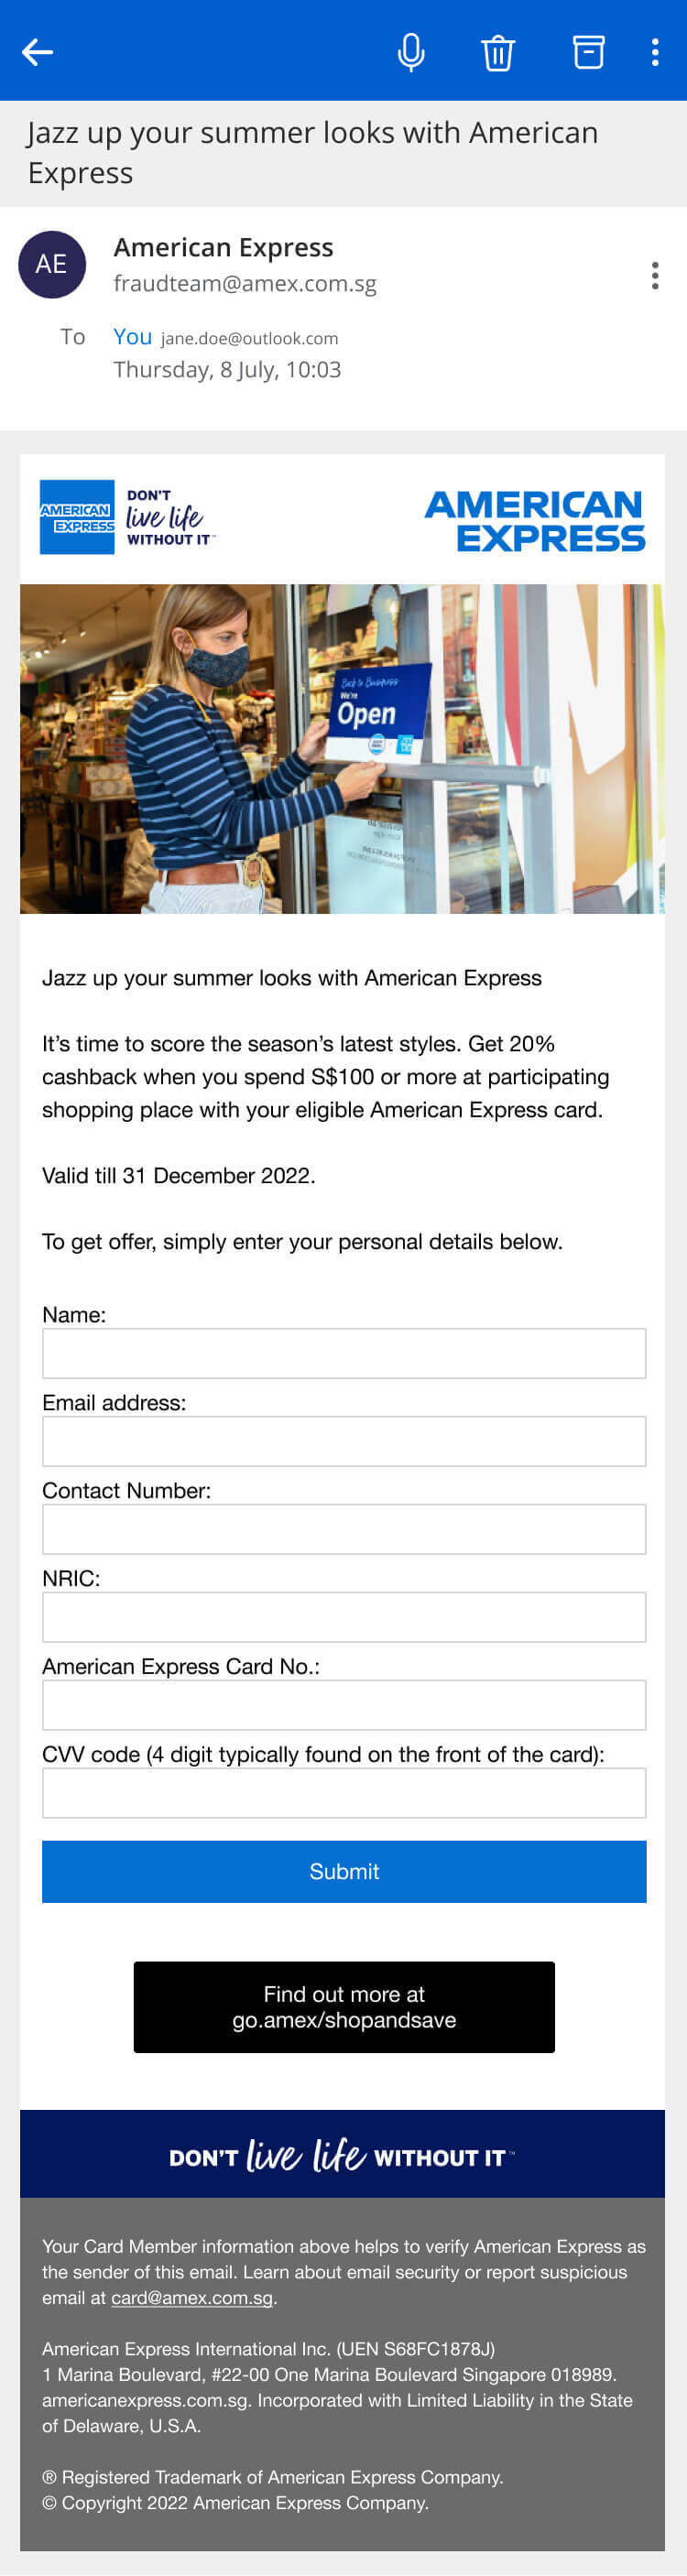 Jazz up your summer looks with American
Express
AE
American Express
fraudteam@amex.com.sg
To You jane.doe@outlook.com
Thursday, 8 July, 10:03
AMERICAN
EXPRESS
DON'T
live life
WITHOUT IT™
AMERICAN
EXPRESS
Back to Business
We're
Open
Jazz up your summer looks with American Express
It’s time to score the season’s latest styles. Get 20%
cashback when you spend S$100 or more at participating
shopping place with your eligible American Express card.
Valid till 31 December 2022.
To get offer, simply enter your personal details below.
Name:
Email address:
Contact Number:
NRIC:
American Express Card No.:
CVV code (4 digit typically found on the front of the card):
Submit
Find out more at
go.amex/shopandsave
DON'T live life WITHOUT IT™
Your Card Member information above helps to verify American Express as
the sender of this email. Learn about email security or report suspicious
email at card@amex.com.sg.
American Express International Inc. (UEN S68FC1878J)
1 Marina Boulevard, #22-00 One Marina Boulevard Singapore 018989.
americanexpress.com.sg. Incorporated with Limited Liability in the State
of Delaware, U.S.A.
® Registered Trademark of American Express Company.
© Copyright 2022 American Express Company.